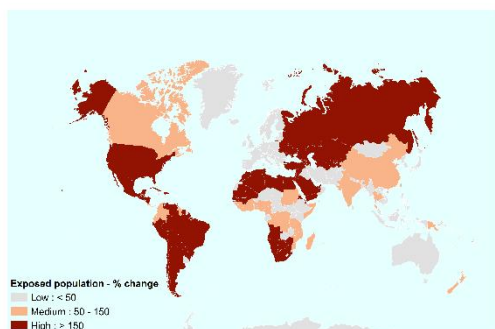 Exposed population - % change
Low : < 50
Medium : 50 - 150
High : > 150